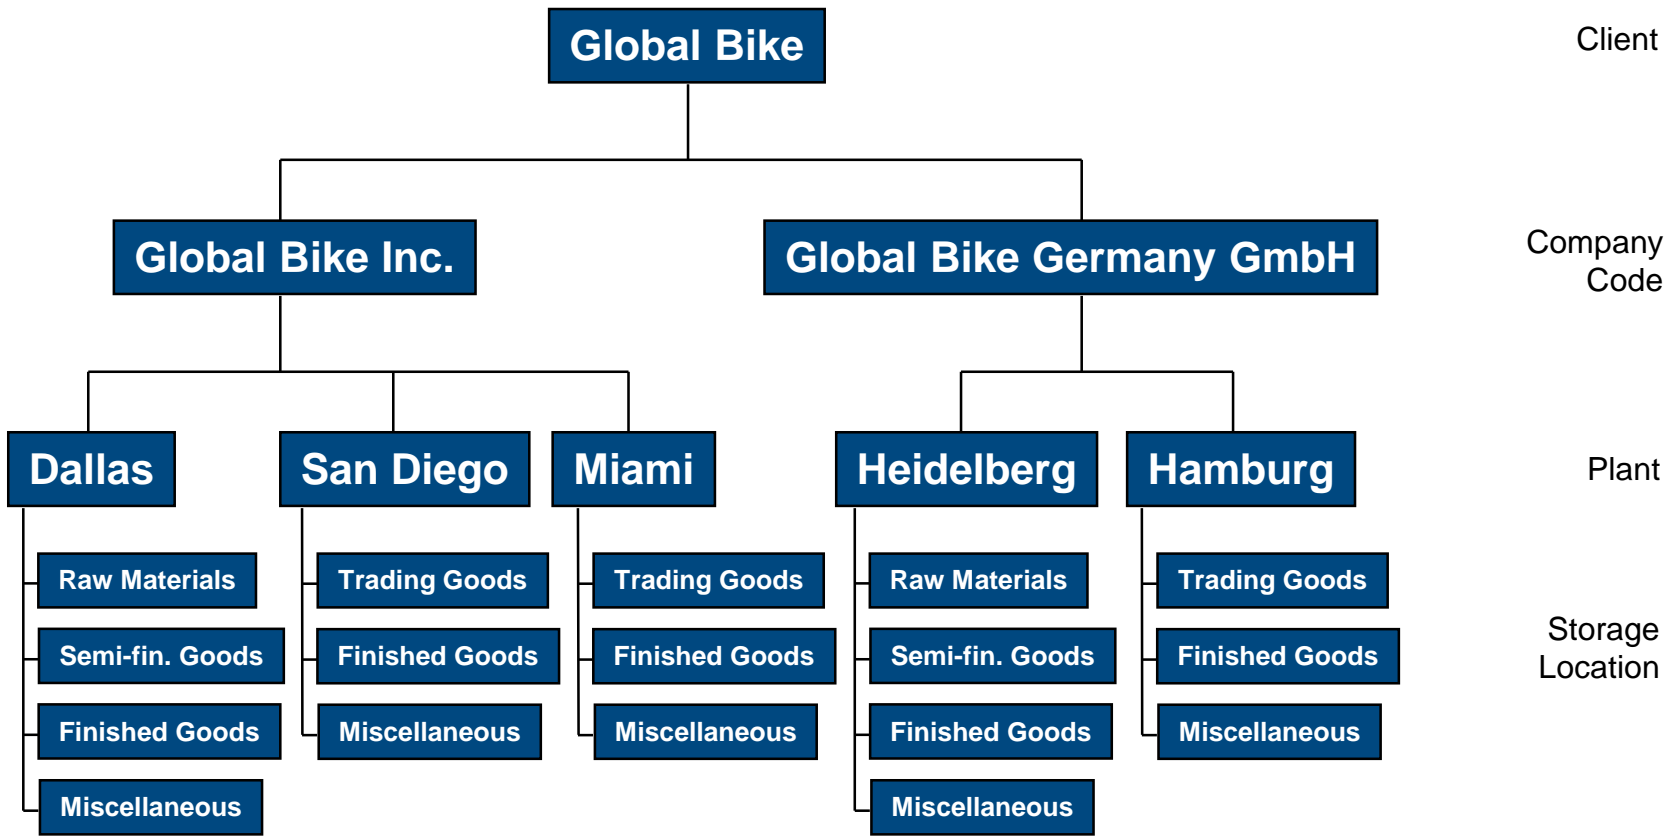 Global Bike
Client
Global Bike Inc.
Global Bike Germany GmbH
Company
Code
Dallas
San Diego
Miami
Heidelberg
Hamburg
Plant
Raw Materials
Trading Goods
Trading Goods
Raw Materials
Trading Goods
Semi-fin. Goods
Finished Goods
Finished Goods
Semi-fin. Goods
Finished Goods
Storage
Location
Finished Goods
Miscellaneous
Miscellaneous
Finished Goods
Miscellaneous
Miscellaneous
Miscellaneous